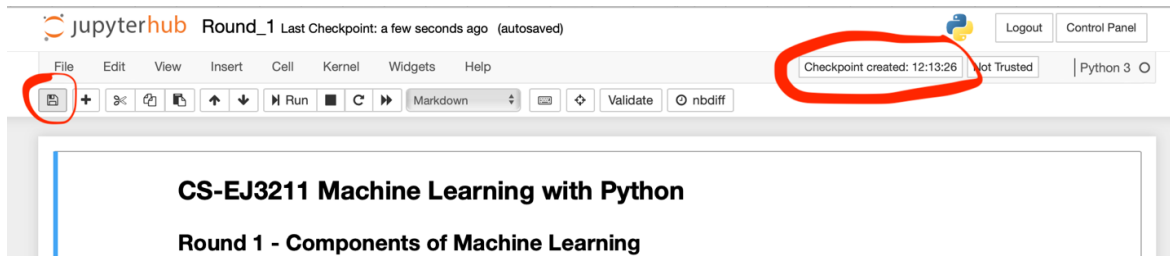 jupyterhub Round_1 Last Checkpoint: a few seconds ago (autosaved) Logout Control Panel
File Edit View Insert Cell Kernel Widgets Help Checkpoint created: 12:13:26 Not Trusted Python 3
Run Markdown Validate nbdiff
CS-EJ3211 Machine Learning with Python
Round 1 - Components of Machine Learning